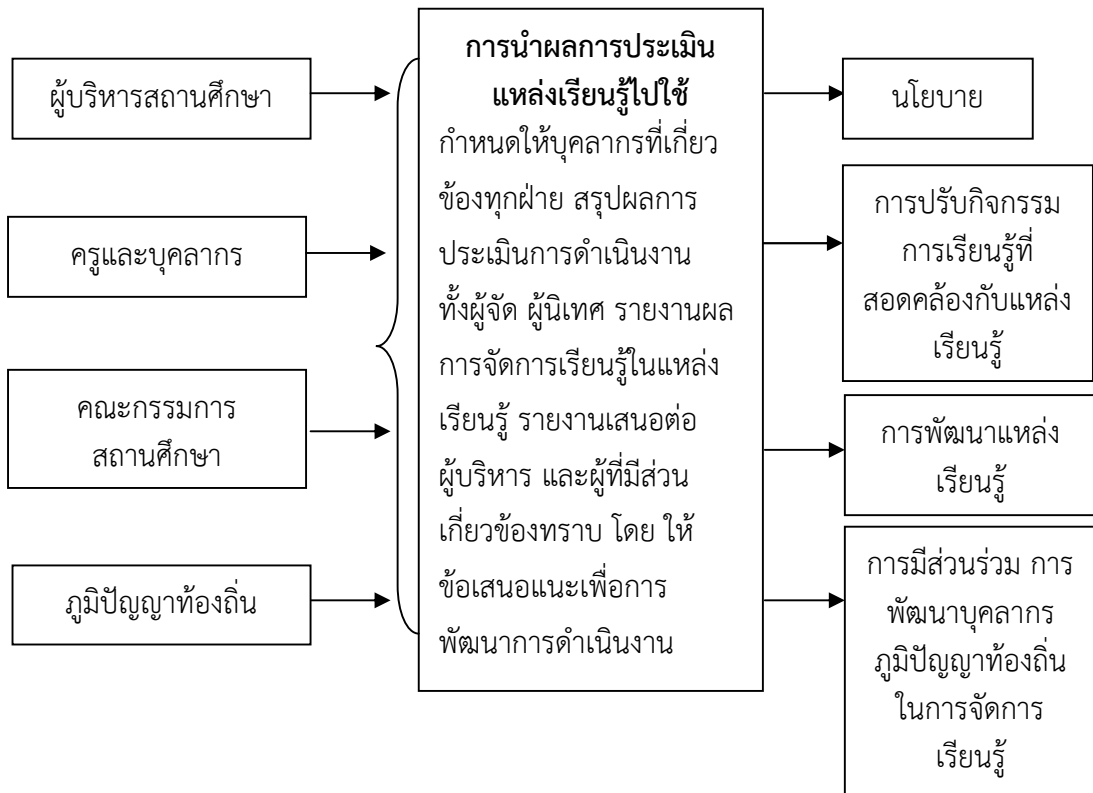 ผู้บริหารสถานศึกษา
ครูและบุคลากร
คณะกรรมการ
สถานศึกษา
ภูมิปัญญาท้องถิ่น
การนำผลการประเมิน
แหล่งเรียนรู้ไปใช้
กำหนดให้บุคลากรที่เกี่ยว
ข้องทุกฝ่าย สรุปผลการ
ประเมินการดำเนินงาน
ทั้งผู้จัด ผู้นิเทศ รายงานผล
การจัดการเรียนรู้ในแหล่ง
เรียนรู้ รายงานเสนอต่อ
ผู้บริหาร และผู้ที่มีส่วน
เกี่ยวข้องทราบ โดย ให้
ข้อเสนอแนะเพื่อการ
พัฒนาการดำเนินงาน
นโยบาย
การปรับกิจกรรม
การเรียนรู้ที่
สอดคล้องกับแหล่ง
เรียนรู้
การพัฒนาแหล่ง
เรียนรู้
การมีส่วนร่วม การ
พัฒนาบุคลากร
ภูมิปัญญาท้องถิ่น
ในการจัดการ
เรียนรู้